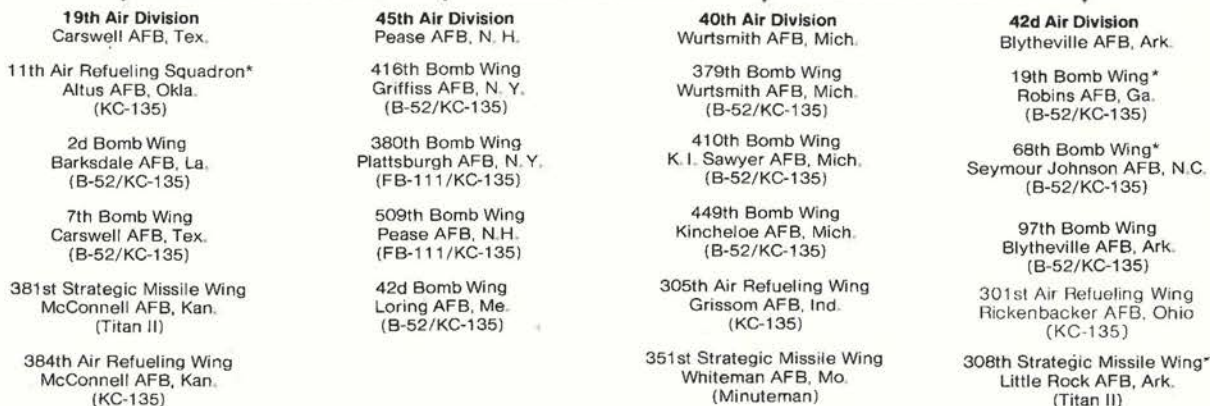 19th Air Division
Carswell AFB, Tex.
11th Air Refueling Squadron*
Altus AFB, Okla.
(KC-135)
2d Bomb Wing
Barksdale AFB, La.
(B-52/KC-135)
7th Bomb Wing
Carswell AFB, Tex.
(B-52/KC-135)
381st Strategic Missile Wing
McConnell AFB, Kan.
(Titan II)
384th Air Refueling Wing
McConnell AFB, Kan.
(KC-135)
45th Air Division
Pease AFB, N. H.
416th Bomb Wing
Griffiss AFB, N. Y.
(B-52/KC-135)
380th Bomb Wing
Plattsburgh AFB, N. Y.
(FB-111/KC-135)
509th Bomb Wing
Pease AFB, N.H.
(FB-111/KC-135)
42d Bomb Wing
Loring AFB, Me.
(B-52/KC-135)
40th Air Division
Wurtsmith AFB, Mich.
379th Bomb Wing
Wurtsmith AFB, Mich.
(B-52/KC-135)
410th Bomb Wing
K. I. Sawyer AFB, Mich.
(B-52/KC-135)
449th Bomb Wing
Kincheloe AFB, Mich.
(B-52/KC-135)
305th Air Refueling Wing
Grissom AFB, Ind.
(KC-135)
351st Strategic Missile Wing
Whiteman AFB, Mo.
(Minuteman)
42d Air Division
Blytheville AFB, Ark.
19th Bomb Wing*
Robins AFB, Ga.
(B-52/KC-135)
68th Bomb Wing*
Seymour Johnson AFB, N.C.
(B-52/KC-135)
97th Bomb Wing
Blytheville AFB, Ark.
(B-52/KC-135)
301st Air Refueling Wing
Rickenbacker AFB, Ohio
(KC-135)
308th Strategic Missile Wing*
Little Rock AFB, Ark.
(Titan II)